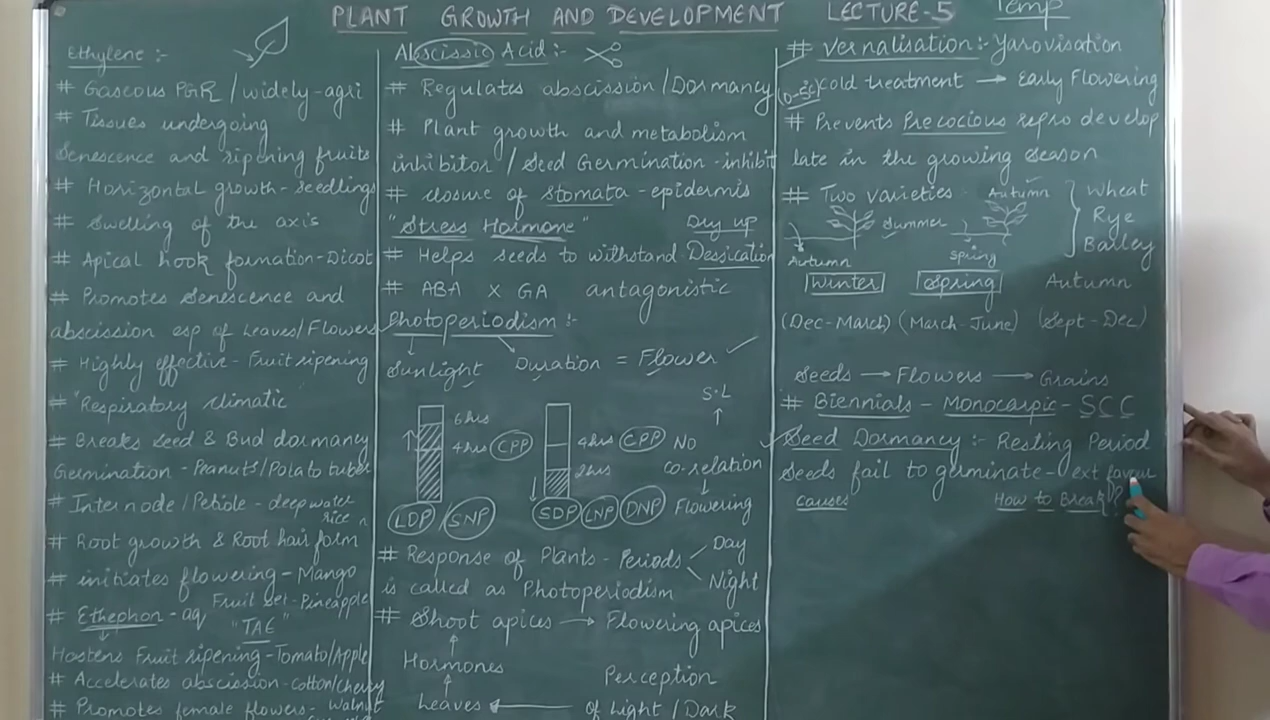 PLANT GROWTH AND DEVELOPMENT LECTURE-5
Temp
Ethylene :-
# Gaseous PGR / widely-agri
# Tissues undergoing
Senescence and ripening fruits
# Horizontal growth - seedlings
# Swelling of the axis
# Apical hook formation-Dicot
# Promotes Senescence and
abscission esp of Leaves/Flowers
# Highly effective - Fruit ripening
# "Respiratory climatic
# Breaks seed & Bud dormancy
Germination - Peanuts/Potato tuber
# Internode / Petiole - deepwater
rice
# Root growth & Root hair form
# initiates flowering - Mango
Fruit set - Pineapple
# Ethephon - aq
"TAE"
Hastens Fruit ripening - Tomato/Apple
# Accelerates abscission - cotton/cherry
# Promotes female flowers - Walnut
Abscissic Acid :-
# Regulates abscission / Dormancy
# Plant growth and metabolism
inhibitor / Seed Germination - inhibit
# closure of stomata - epidermis
"Stress Hormone" Dry up
# Helps seeds to withstand Dessication
# ABA X GA antagonistic
Photoperiodism :-
Sunlight Duration = Flower
S.L
6hrs
4hrs CPP
4hrs CPP No
2hrs
co-relation
LDP / SNP SDP LNP DNP Flowering
# Response of Plants - Periods Day
Night
is called as Photoperiodism
# Shoot apices → Flowering apices
Hormones Perception
Leaves ← of Light / Dark
# Vernalisation :- Yarovisation
(0-5°C) cold treatment → Early Flowering
# Prevents Precocious repro develop
late in the growing season
# Two varieties Autumn Wheat
Summer Rye
Autumn Spring Barley
Winter Spring Autumn
(Dec-March) (March-June) (Sept-Dec)
Seeds → Flowers → Grains
# Biennials - Monocarpic - SCC
Seed Dormancy :- Resting Period
Seeds fail to germinate - ext favour
causes How to Break?